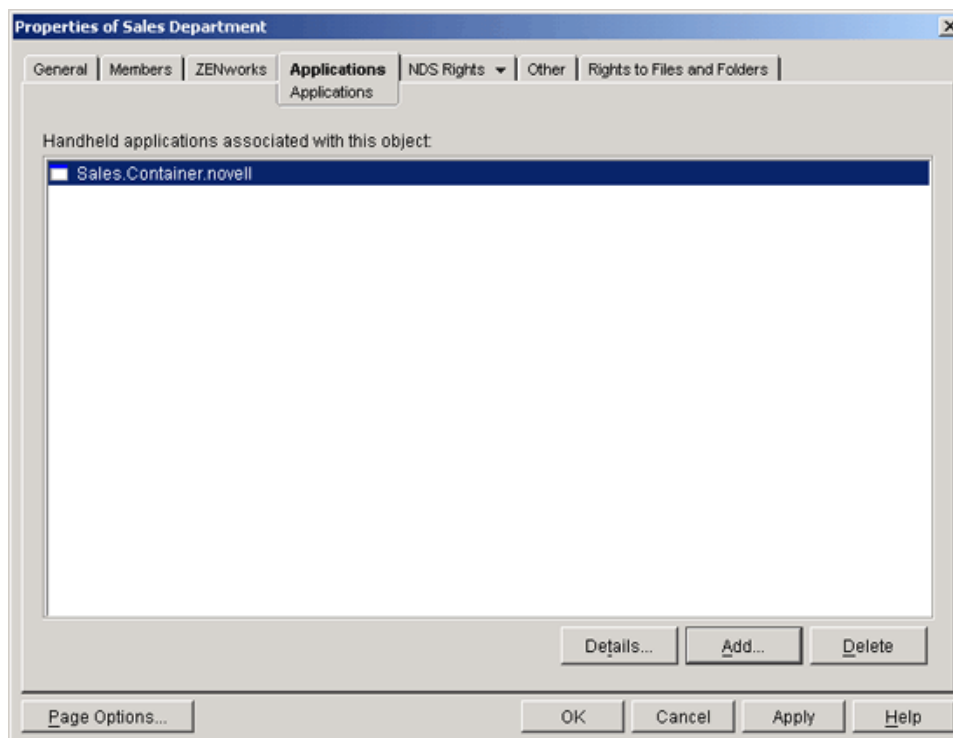 Properties of Sales Department
General Members ZENworks Applications NDS Rights Other Rights to Files and Folders
Applications
Handheld applications associated with this object:
Sales.Container.novell
Details... Add... Delete
Page Options... OK Cancel Apply Help